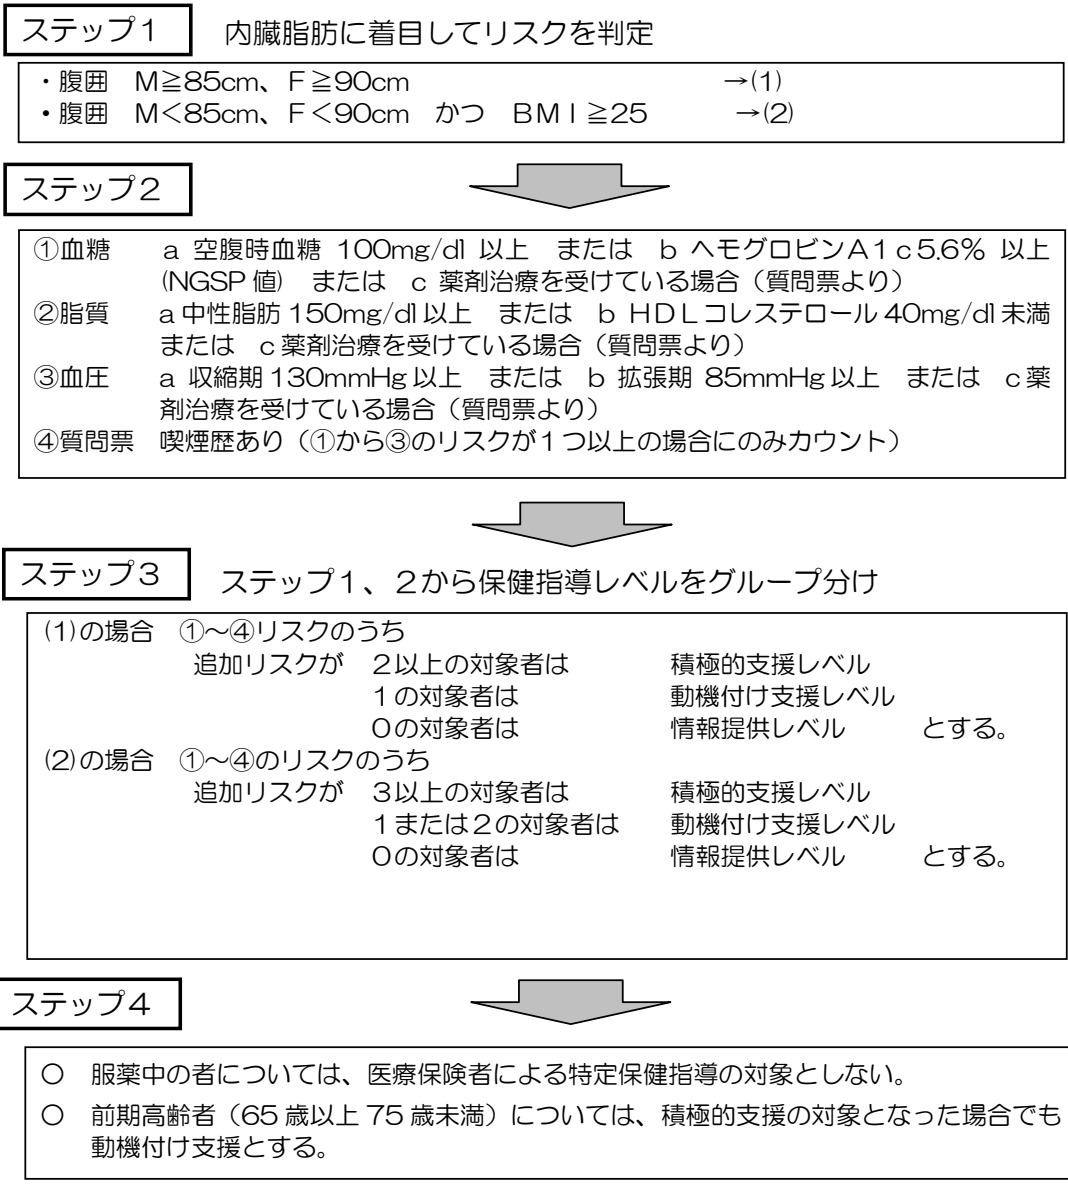 ステップ1 内臓脂肪に着目してリスクを判定
・腹囲 M≧85cm、F≧90cm →(1)
・腹囲 M<85cm、F<90cm かつ BMI≧25 →(2)
ステップ2
①血糖 a 空腹時血糖 100mg/dl 以上 または b ヘモグロビンA1c5.6% 以上
(NGSP値) または c 薬剤治療を受けている場合(質問票より)
②脂質 a 中性脂肪 150mg/dl以上 または b HDLコレステロール 40mg/dl 未満
または c 薬剤治療を受けている場合(質問票より)
③血圧 a 収縮期 130mmHg以上 または b 拡張期 85mmHg以上 または c 薬
剤治療を受けている場合(質問票より)
④質問票 喫煙歴あり(①から③のリスクが1つ以上の場合にのみカウント)
ステップ3 ステップ1、2から保健指導レベルをグループ分け
(1)の場合 ①~④リスクのうち
追加リスクが 2以上の対象者は 積極的支援レベル
1の対象者は 動機付け支援レベル
0の対象者は 情報提供レベル とする。
(2)の場合 ①~④のリスクのうち
追加リスクが 3以上の対象者は 積極的支援レベル
1または2の対象者は 動機付け支援レベル
0の対象者は 情報提供レベル とする。
ステップ4
○ 服薬中の者については、医療保険者による特定保健指導の対象としない。
○ 前期高齢者(65歳以上75歳未満)については、積極的支援の対象となった場合でも
動機付け支援とする。